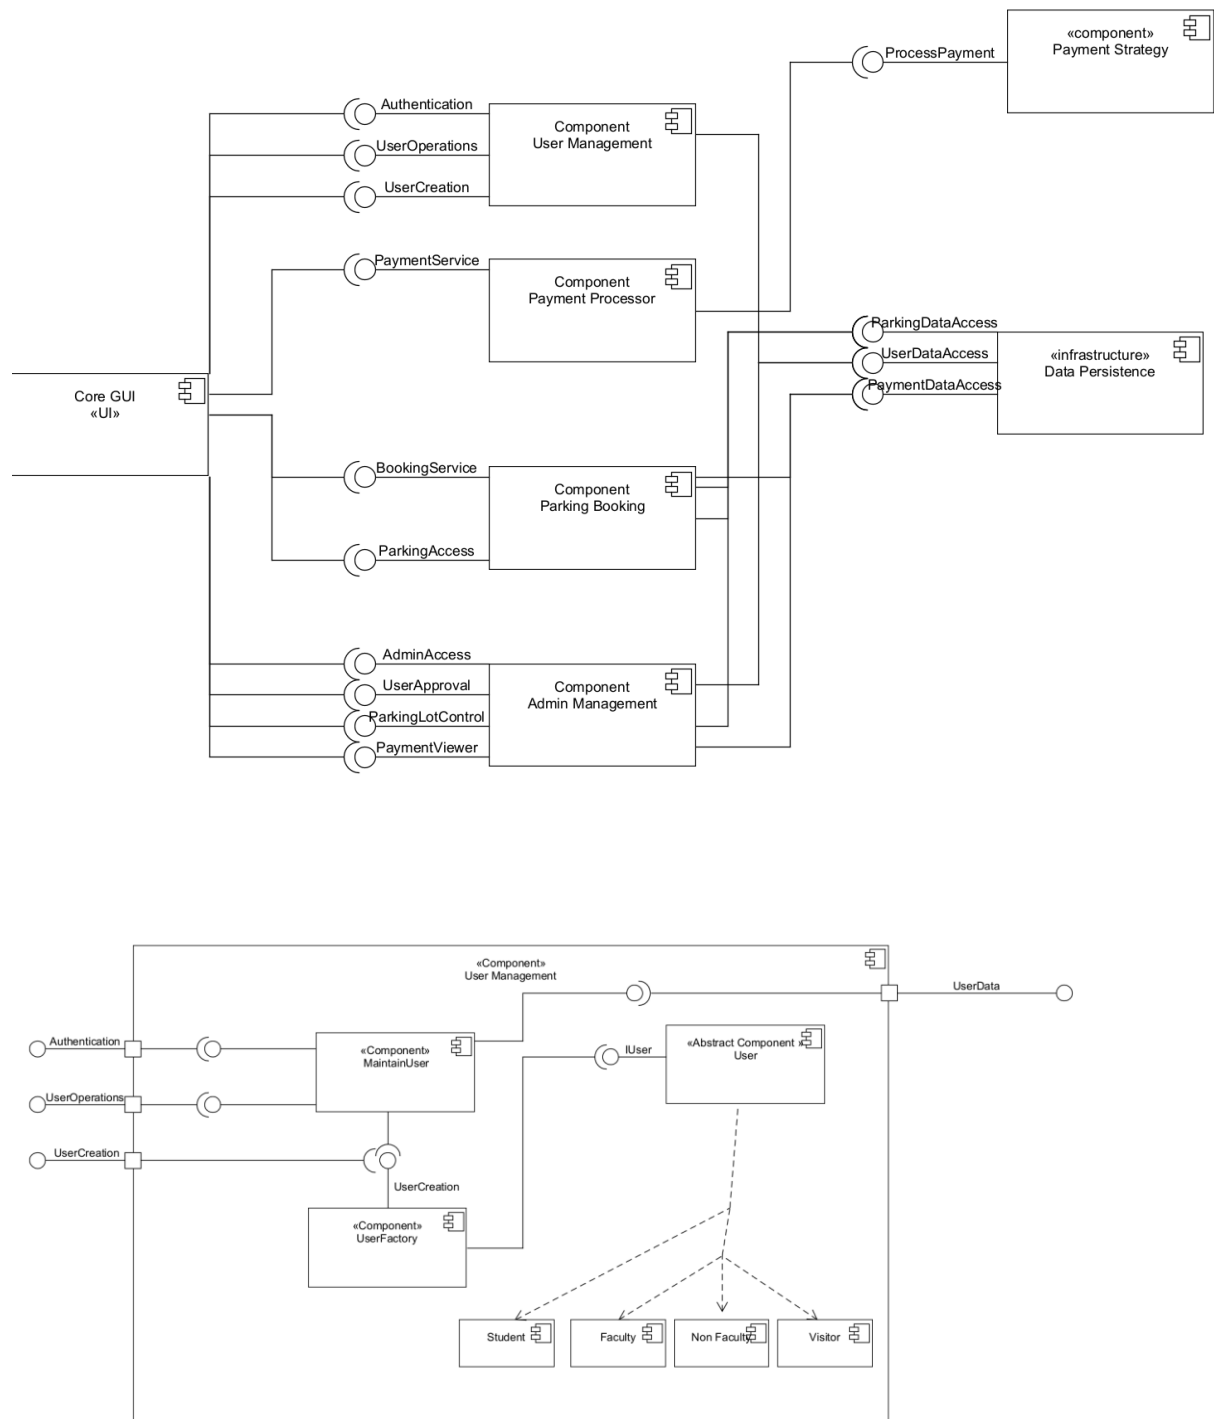 «component»
Payment Strategy
ProcessPayment
Authentication
UserOperations
UserCreation
Component
User Management
PaymentService
Component
Payment Processor
ParkingDataAccess
UserDataAccess
PaymentDataAccess
«infrastructure»
Data Persistence
Core GUI
«UI»
BookingService
ParkingAccess
Component
Parking Booking
AdminAccess
UserApproval
ParkingLotControl
PaymentViewer
Component
Admin Management
«Component»
User Management
UserData
Authentication
UserOperations
UserCreation
«Component»
MaintainUser
IUser
«Abstract Component »
User
UserCreation
«Component»
UserFactory
Student
Faculty
Non Faculty
Visitor